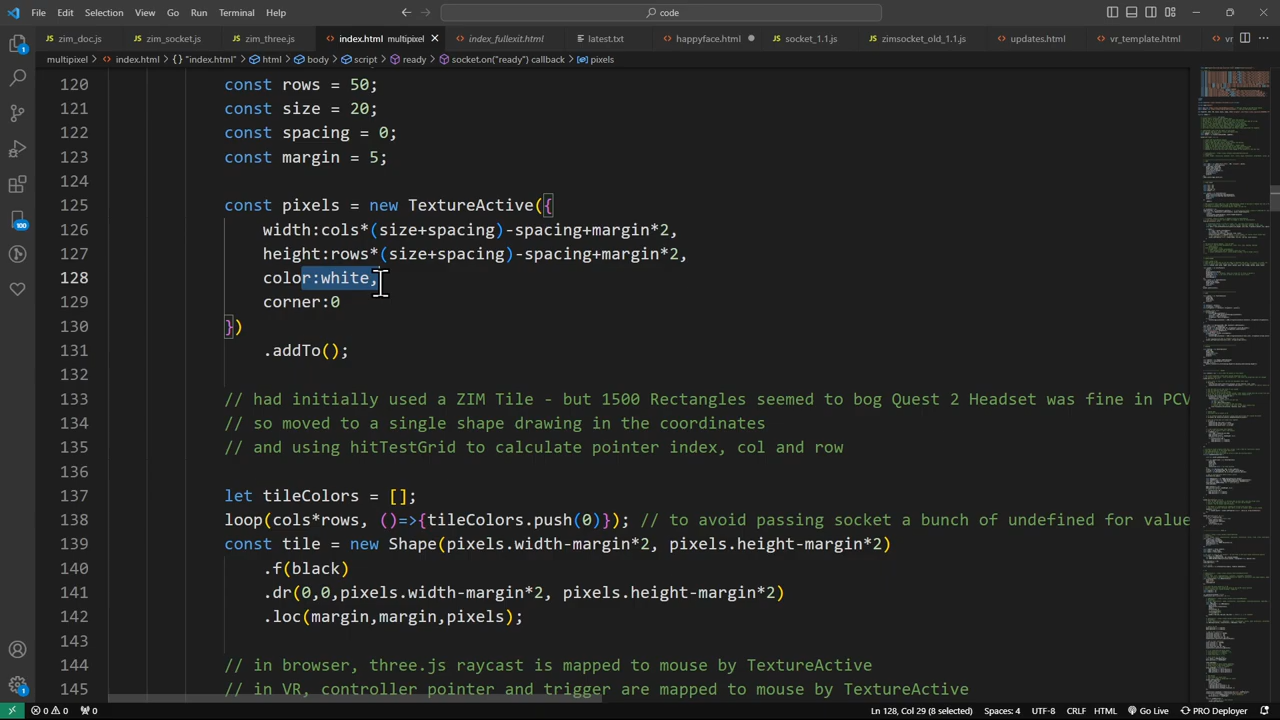 File Edit Selection View Go Run Terminal Help
code
zim_doc.js zim_socket.js zim_three.js index.html multipixel index_fullexit.html latest.txt happyface.html socket_1.1.js zimsocket_old_1.1.js updates.html vr_template.html vr
multipixel > index.html > {} "index.html" > html > body > script > ready > socket.on("ready") callback > pixels
120 const rows = 50;
121 const size = 20;
122 const spacing = 0;
123 const margin = 5;
124
125 const pixels = new TextureActive({
126 width:cols*(size+spacing)-spacing+margin*2,
127 height:rows*(size+spacing)-spacing+margin*2,
128 color:white,
129 corner:0
130 })
131 .addTo();
132
133 // had initially used a ZIM Tile - but 1500 Rectangles seemed to bog Quest 2 Headset was fine in PCV
134 // so moved to a single shape drawing in the coordinates
135 // and using hitTestGrid to calculate pointer index, col and row
136
137 let tileColors = [];
138 loop(cols*rows, ()=>{tileColors.push(0)}); // to avoid passing socket a bunch of undefined for value
139 const tile = new Shape(pixels.width-margin*2, pixels.height-margin*2)
140 .f(black)
141 .dr(0,0,pixels.width-margin*2, pixels.height-margin*2)
142 .loc(margin,margin,pixels);
143
144 // in browser three.js raycast is mapped to mouse by TextureActive
145 // in VR, controller pointer and trigger are mapped to mouse by TextureActive
1
100
1
0 0 0 Ln 128, Col 29 (8 selected) Spaces: 4 UTF-8 CRLF HTML Go Live PRO Deployer